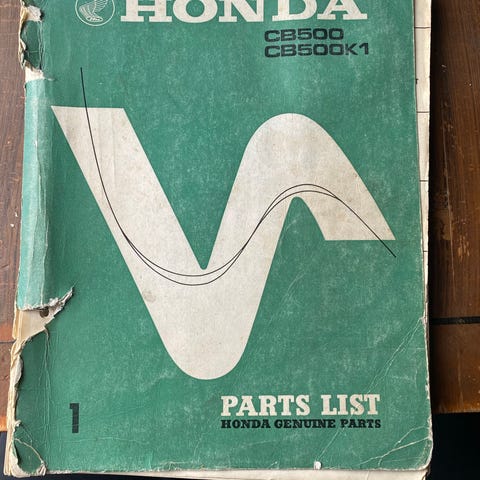 HONDA
CB500
CB500K1
PARTS LIST
HONDA GENUINE PARTS
1